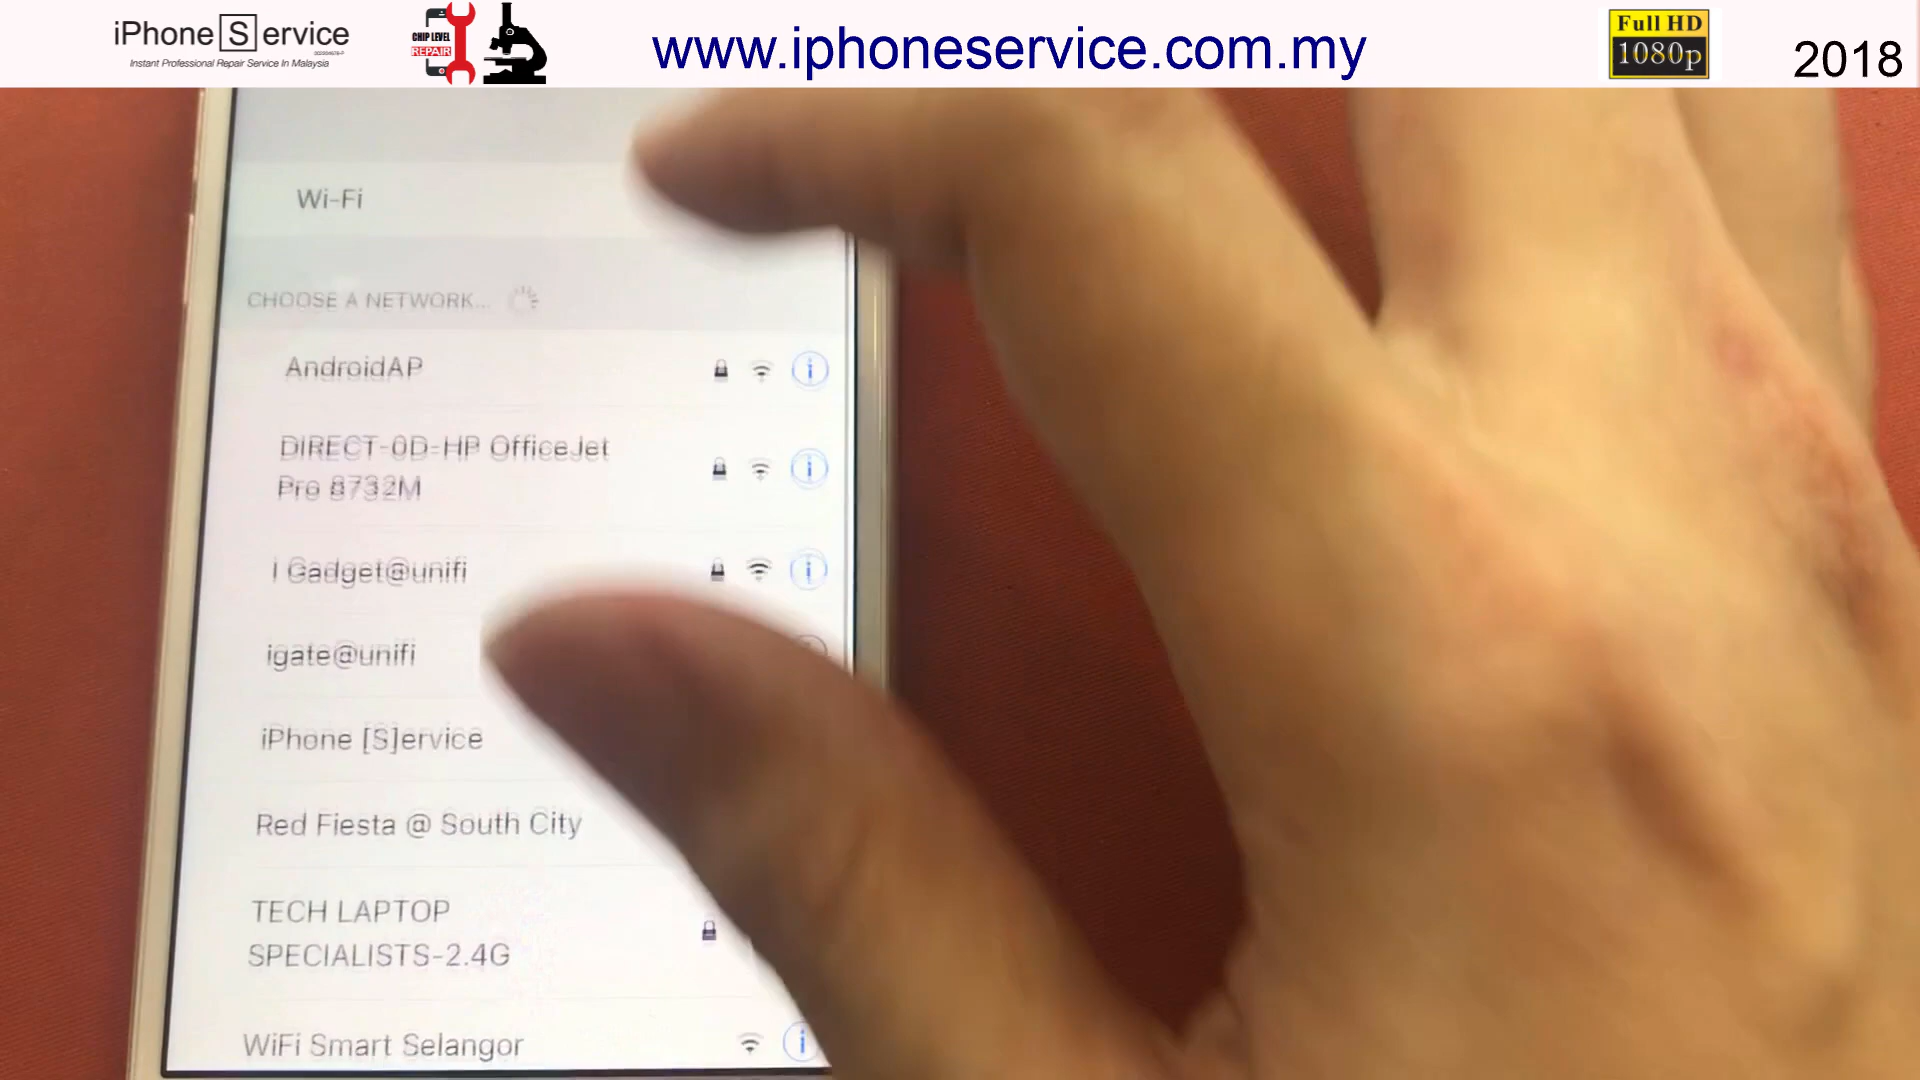 iPhone [S] ervice
Instant Professional Repair Service In Malaysia
CHIP LEVEL
REPAIR
www.iphoneservice.com.my
Full HD
1080p
2018
Wi-Fi
CHOOSE A NETWORK...
AndroidAP
DIRECT-0D-HP OfficeJet
Pro 8732M
I Gadget@unifi
igate@unifi
iPhone [S]ervice
Red Fiesta @ South City
TECH LAPTOP
SPECIALISTS-2.4G
WiFi Smart Selangor